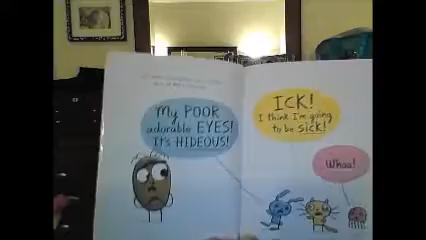 My POOR
adorable EYES!
It's HIDEOUS!
ICK!
I think I'm going
to be sick!
Whoa!